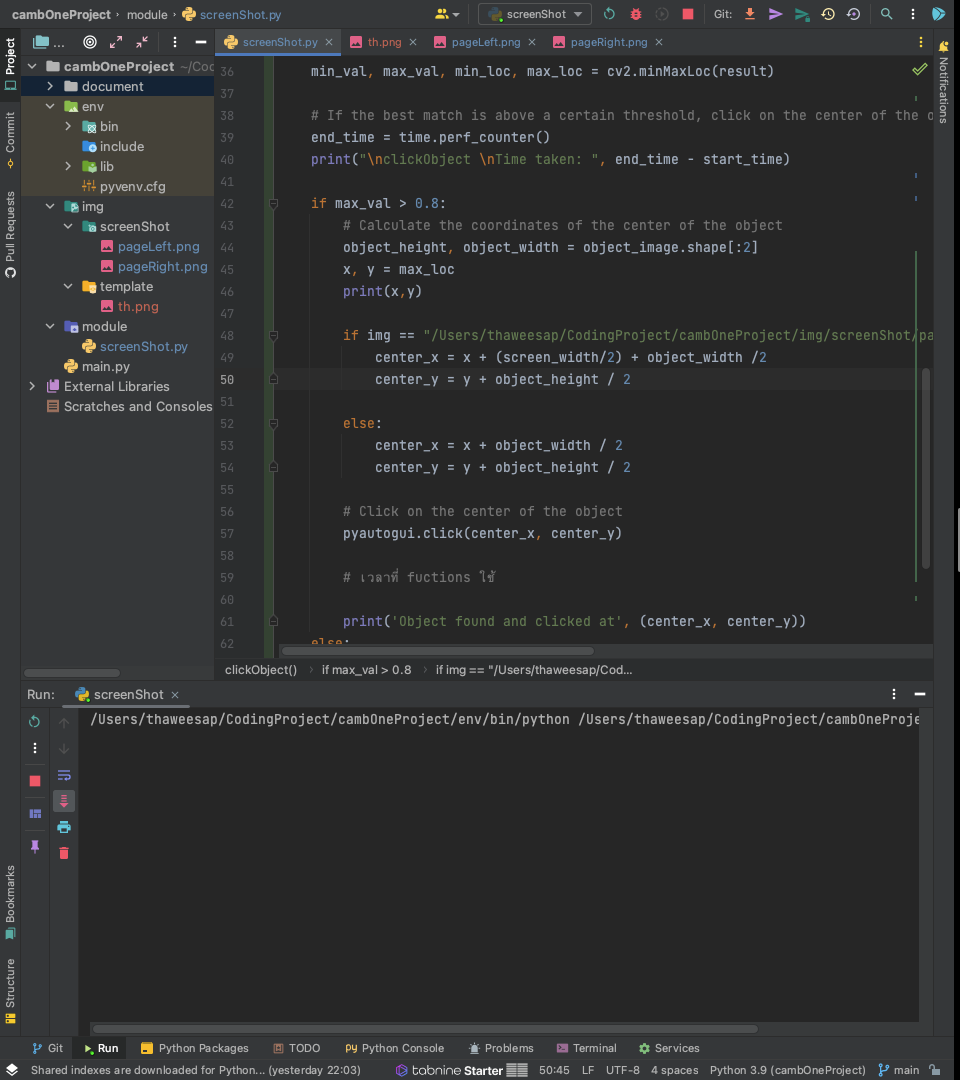 cambOneProject › module › screenShot.py
screenShot
Git:
Project
Commit
Pull Requests
Bookmarks
Structure
Notifications
...
cambOneProject ~/Cod
document
env
bin
include
lib
pyvenv.cfg
img
screenShot
pageLeft.png
pageRight.png
template
th.png
module
screenShot.py
main.py
External Libraries
Scratches and Consoles
screenShot.py
th.png
pageLeft.png
pageRight.png
36 min_val, max_val, min_loc, max_loc = cv2.minMaxLoc(result)
37
38 # If the best match is above a certain threshold, click on the center of the o
39 end_time = time.perf_counter()
40 print("\nclickObject \nTime taken: ", end_time - start_time)
41
42 if max_val > 0.8:
43 # Calculate the coordinates of the center of the object
44 object_height, object_width = object_image.shape[:2]
45 x, y = max_loc
46 print(x,y)
47
48 if img == "/Users/thaweesap/CodingProject/cambOneProject/img/screenShot/pa
49 center_x = x + (screen_width/2) + object_width /2
50 center_y = y + object_height / 2
51
52 else:
53 center_x = x + object_width / 2
54 center_y = y + object_height / 2
55
56 # Click on the center of the object
57 pyautogui.click(center_x, center_y)
58
59 # เวลาที่ fuctions ใช้
60
61 print('Object found and clicked at', (center_x, center_y))
62 else:
clickObject() › if max_val > 0.8 › if img == "/Users/thaweesap/Cod...
Run: screenShot
/Users/thaweesap/CodingProject/cambOneProject/env/bin/python /Users/thaweesap/CodingProject/cambOneProje
Git Run Python Packages TODO Python Console Problems Terminal Services
Shared indexes are downloaded for Python... (yesterday 22:03) tabnine Starter 50:45 LF UTF-8 4 spaces Python 3.9 (cambOneProject) main